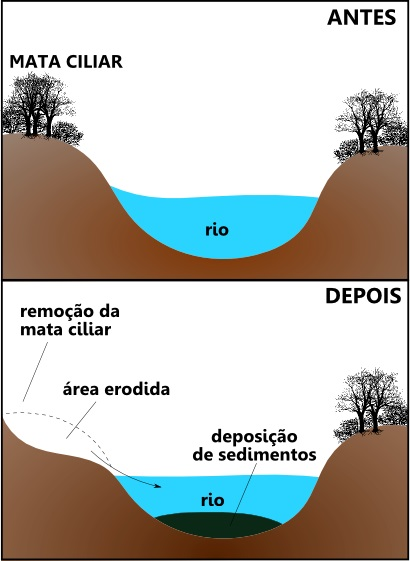 ANTES
MATA CILIAR
rio
DEPOIS
remoção da
mata ciliar
área erodida
deposição
de sedimentos
rio